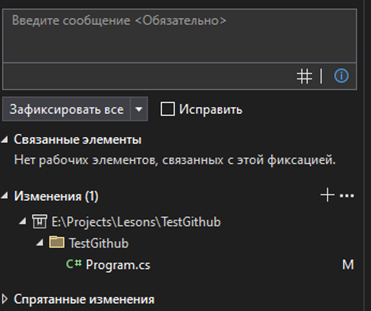 Введите сообщение <Обязательно>
Зафиксировать все Исправить
Связанные элементы
Нет рабочих элементов, связанных с этой фиксацией.
Изменения (1)
E:\Projects\Lesons\TestGithub
TestGithub
C# Program.cs M
Спрятанные изменения